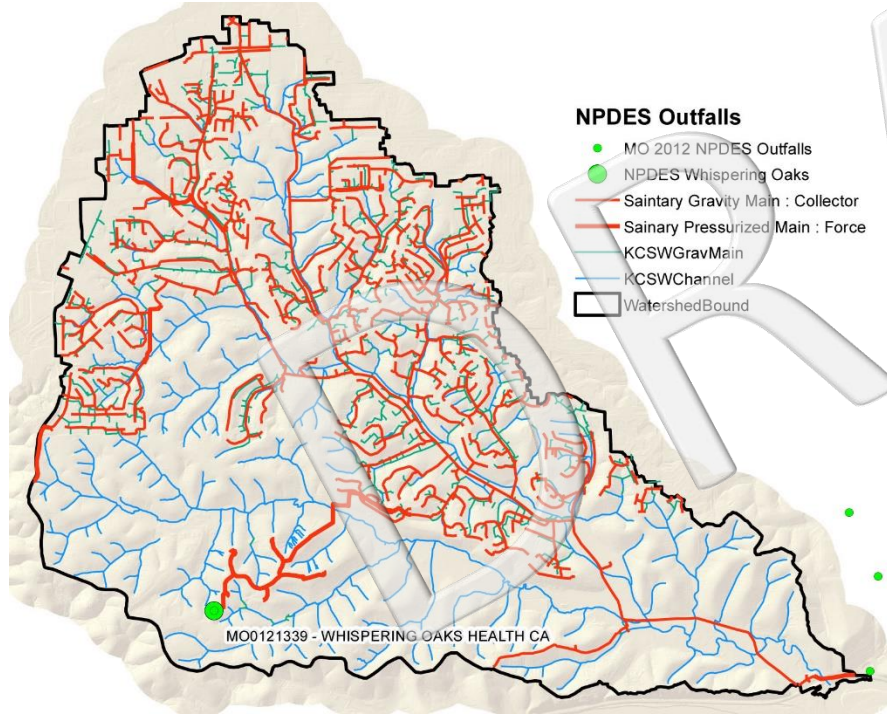 NPDES Outfalls
MO 2012 NPDES Outfalls
NPDES Whispering Oaks
Saintary Gravity Main : Collector
Sainary Pressurized Main : Force
KCSWGravMain
KCSWChannel
WatershedBound
MO0121339 - WHISPERING OAKS HEALTH CA
D R